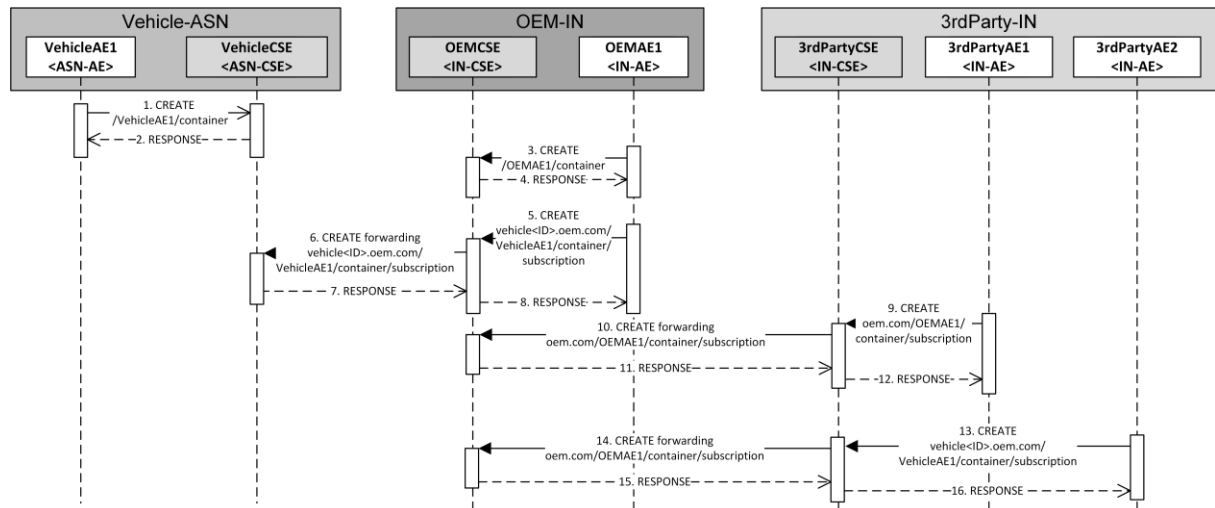 Vehicle-ASN
OEM-IN
3rdParty-IN
VehicleAE1
<ASN-AE>
VehicleCSE
<ASN-CSE>
OEMCSE
<IN-CSE>
OEMAE1
<IN-AE>
3rdPartyCSE
<IN-CSE>
3rdPartyAE1
<IN-AE>
3rdPartyAE2
<IN-AE>
1. CREATE
/VehicleAE1/container
2. RESPONSE
3. CREATE
/OEMAE1/container
4. RESPONSE
5. CREATE
vehicle<ID>.oem.com/
VehicleAE1/container/
subscription
6. CREATE forwarding
vehicle<ID>.oem.com/
VehicleAE1/container/subscription
7. RESPONSE
8. RESPONSE
9. CREATE
oem.com/OEMAE1/
container/subscription
10. CREATE forwarding
oem.com/OEMAE1/container/subscription
11. RESPONSE
12. RESPONSE
13. CREATE
vehicle<ID>.oem.com/
VehicleAE1/container/subscription
14. CREATE forwarding
oem.com/OEMAE1/container/subscription
15. RESPONSE
16. RESPONSE